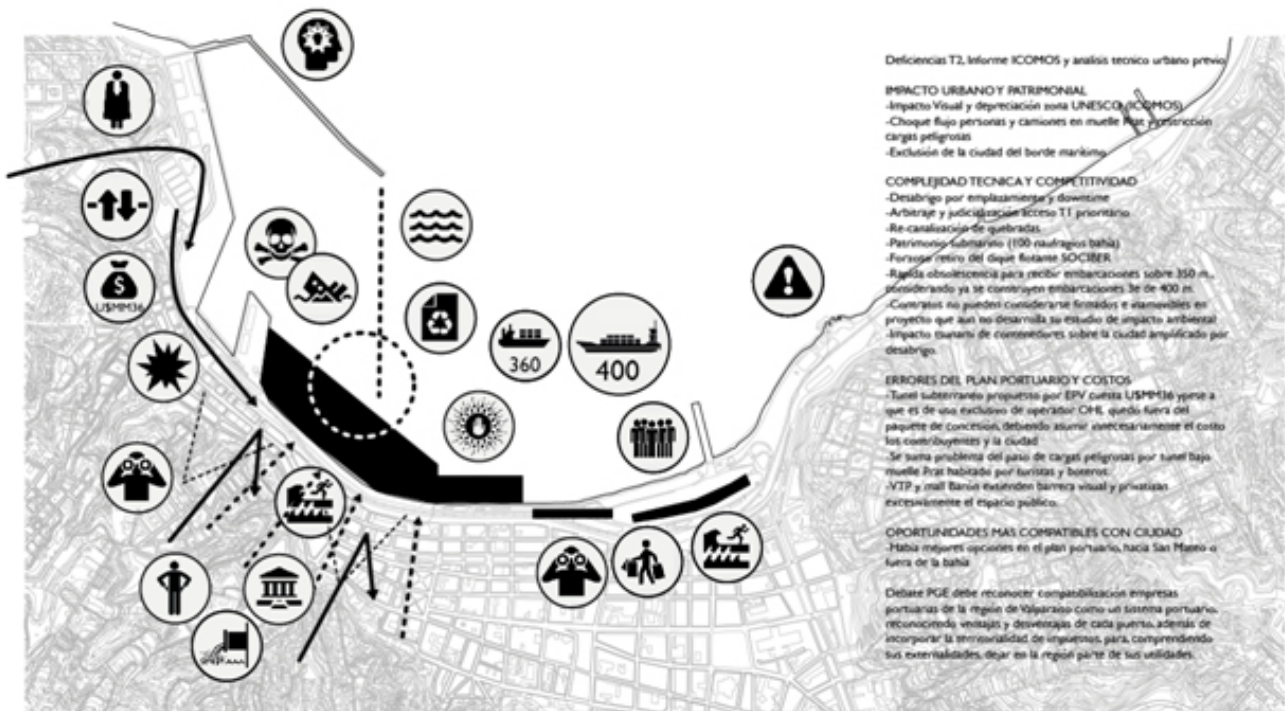 Deficiencias T2, Informe ICOMOS y analisis tecnico urbano previo
IMPACTO URBANO Y PATRIMONIAL
-Impacto Visual y depreciación zona UNESCO (ICOMOS)
-Choque flujo personas y camiones en muelle Prat y restricción
cargas peligrosas
-Exclusión de la ciudad del borde marítimo
COMPLEJIDAD TECNICA Y COMPETITIVIDAD
-Desabrigo por emplazamiento y downtime
-Arbitraje y judicialización acceso T1 prioritario
-Re-canalización de quebradas
-Patrimonio submarino (100 naufragios bahía)
-Forzoso retiro del dique flotante SOCIBER
-Rapida obsolescencia para recibir embarcaciones sobre 350 m.,
considerando ya se construyen embarcaciones 3e de 400 m
-Contratos no pueden considerarse firmados e inamovibles en
proyecto que aun no desarrolla su estudio de impacto ambiental
-Impacto tsunami de contenedores sobre la ciudad amplificado por
desabrigo.
ERRORES DEL PLAN PORTUARIO Y COSTOS
-Tunel subterraneo propuesto por EPV cuesta U$MM36 ypese a
que es de uso exclusivo de operador OHL quedo fuera del
paquete de concesion, debiendo asumir innecesariamente el costo
los contribuyentes y la ciudad
-Se suma problema del paso de cargas peligrosas por tunel bajo
muelle Prat habitado por turistas y boteros.
-VTP y mall Barón extienden barrera visual y privatizan
excesivamente el espacio público.
OPORTUNIDADES MAS COMPATIBLES CON CIUDAD
-Habia mejores opciones en el plan portuario, hacia San Mateo o
fuera de la bahia
Debate PGE debe reconocer compatibilizacion empresas
portuarias de la region de Valparaiso como un sistema portuario,
reconociendo ventajas y desventajas de cada puerto, además de
incorporar la territorialidad de impuestos, para, comprendiendo
sus externalidades, dejar en la región parte de sus utilidades.
$
U$MM36
360
400